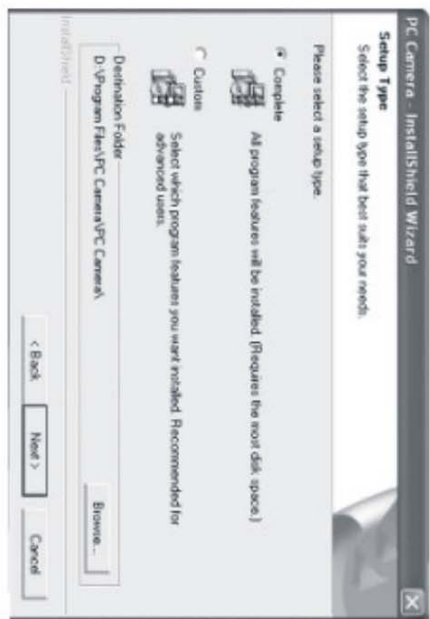 PC Camera - InstallShield Wizard
Setup Type
Select the setup type that best suits your needs.
Please select a setup type.
Complete
All program features will be installed. (Requires the most disk space.)
Custom
Select which program features you want installed. Recommended for
advanced users.
Destination Folder
D:\Program Files\PC Camera\PC Camera\
Browse...
InstallShield
< Back
Next >
Cancel